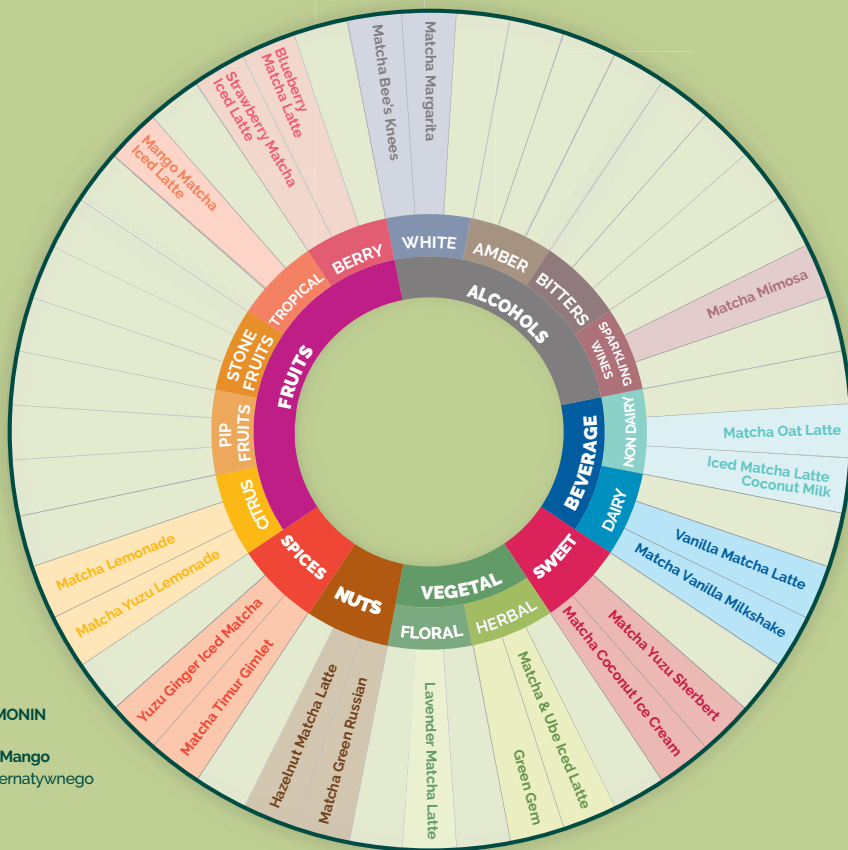 Matcha Bee's Knees
Matcha Margarita
Matcha Mimosa
Matcha Oat Latte
Iced Matcha Latte
Coconut Milk
Vanilla Matcha Latte
Matcha Vanilla Milkshake
Matcha Yuzu Sherbert
Matcha Coconut Ice Cream
Matcha & Ube Iced Latte
Green Gem
Lavender Matcha Latte
Matcha Green Russian
Hazelnut Matcha Latte
Matcha Timur Gimlet
Yuzu Ginger Iced Matcha
Matcha Yuzu Lemonade
Matcha Lemonade
Mango Matcha
Iced Latte
Strawberry Matcha
Iced Latte
Blueberry
Matcha Latte
WHITE
AMBER
BITTERS
SPARKLING
WINES
NON DAIRY
DAIRY
SWEET
HERBAL
FLORAL
NUTS
SPICES
CITRUS
PIP
FRUITS
STONE
FRUITS
TROPICAL
BERRY
ALCOHOLS
BEVERAGE
VEGETAL
FRUITS
MONIN
Mango
ernatywnego